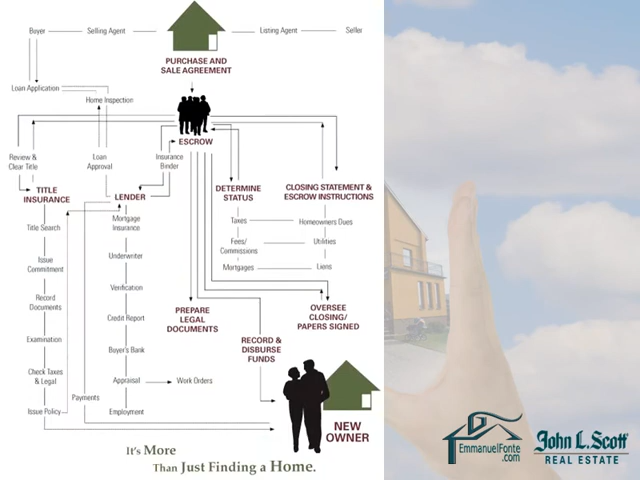 Buyer
Selling Agent
Listing Agent
Seller
PURCHASE AND
SALE AGREEMENT
Loan Application
Home Inspection
ESCROW
Review &
Clear Title
Loan
Approval
Insurance
Binder
TITLE
INSURANCE
LENDER
DETERMINE
STATUS
CLOSING STATEMENT &
ESCROW INSTRUCTIONS
Title Search
Mortgage
Insurance
Taxes
Homeowners Dues
Issue
Commitment
Underwriter
Fees/
Commissions
Utilities
Mortgages
Liens
Record
Documents
Verification
Credit Report
PREPARE
LEGAL
DOCUMENTS
OVERSEE
CLOSING/
PAPERS SIGNED
Examination
Buyer's Bank
RECORD &
DISBURSE
FUNDS
Check Taxes
& Legal
Appraisal
Work Orders
Payments
Issue Policy
Employment
NEW
OWNER
It's More
Than Just Finding a Home.
EmmanuelFonte
.com
John L. Scott
REAL ESTATE